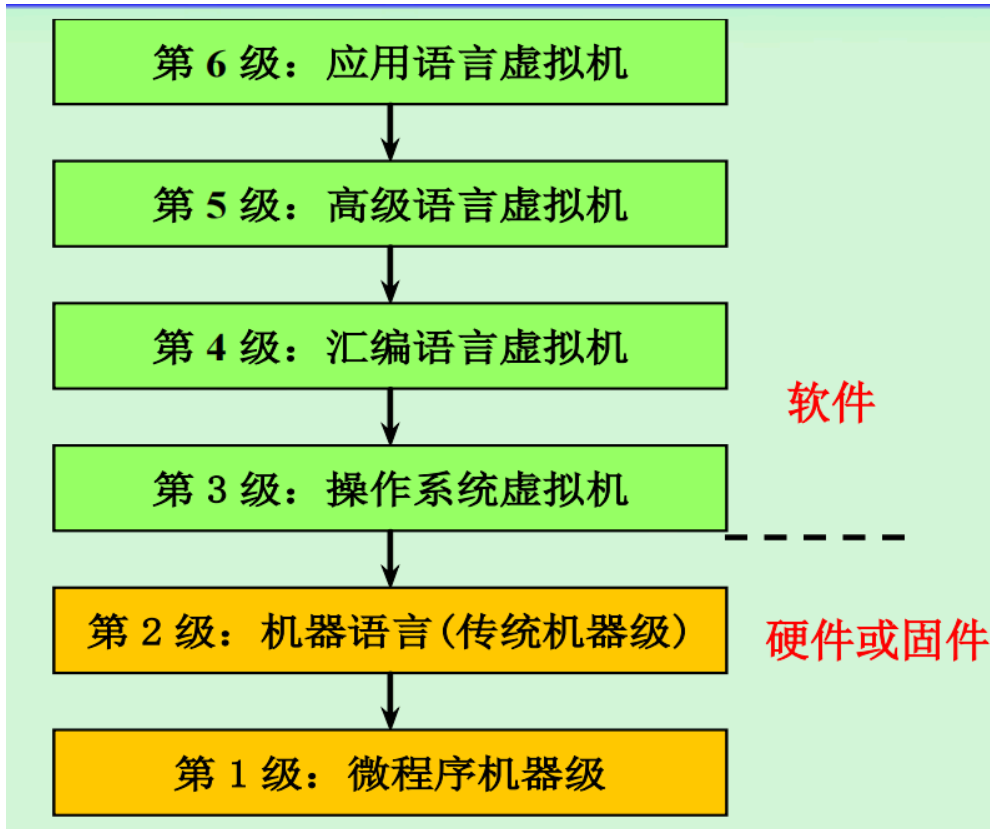 第 6 级：应用语言虚拟机
第 5 级：高级语言虚拟机
第 4 级：汇编语言虚拟机
软件
第 3 级：操作系统虚拟机
第 2 级：机器语言(传统机器级)
硬件或固件
第 1 级：微程序机器级